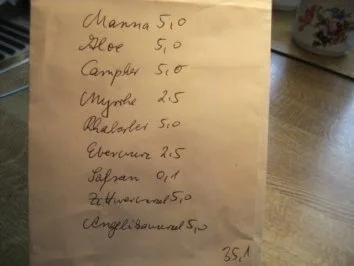 Manna 5,0
Aloe 5,0
Campher 5,0
Myrrhe 2.5
Rhabarber 5,0
Eberwurz 2.5
Safran 0,1
Zittwerwurzel 5,0
Angelikawurzel 5,0
35,1